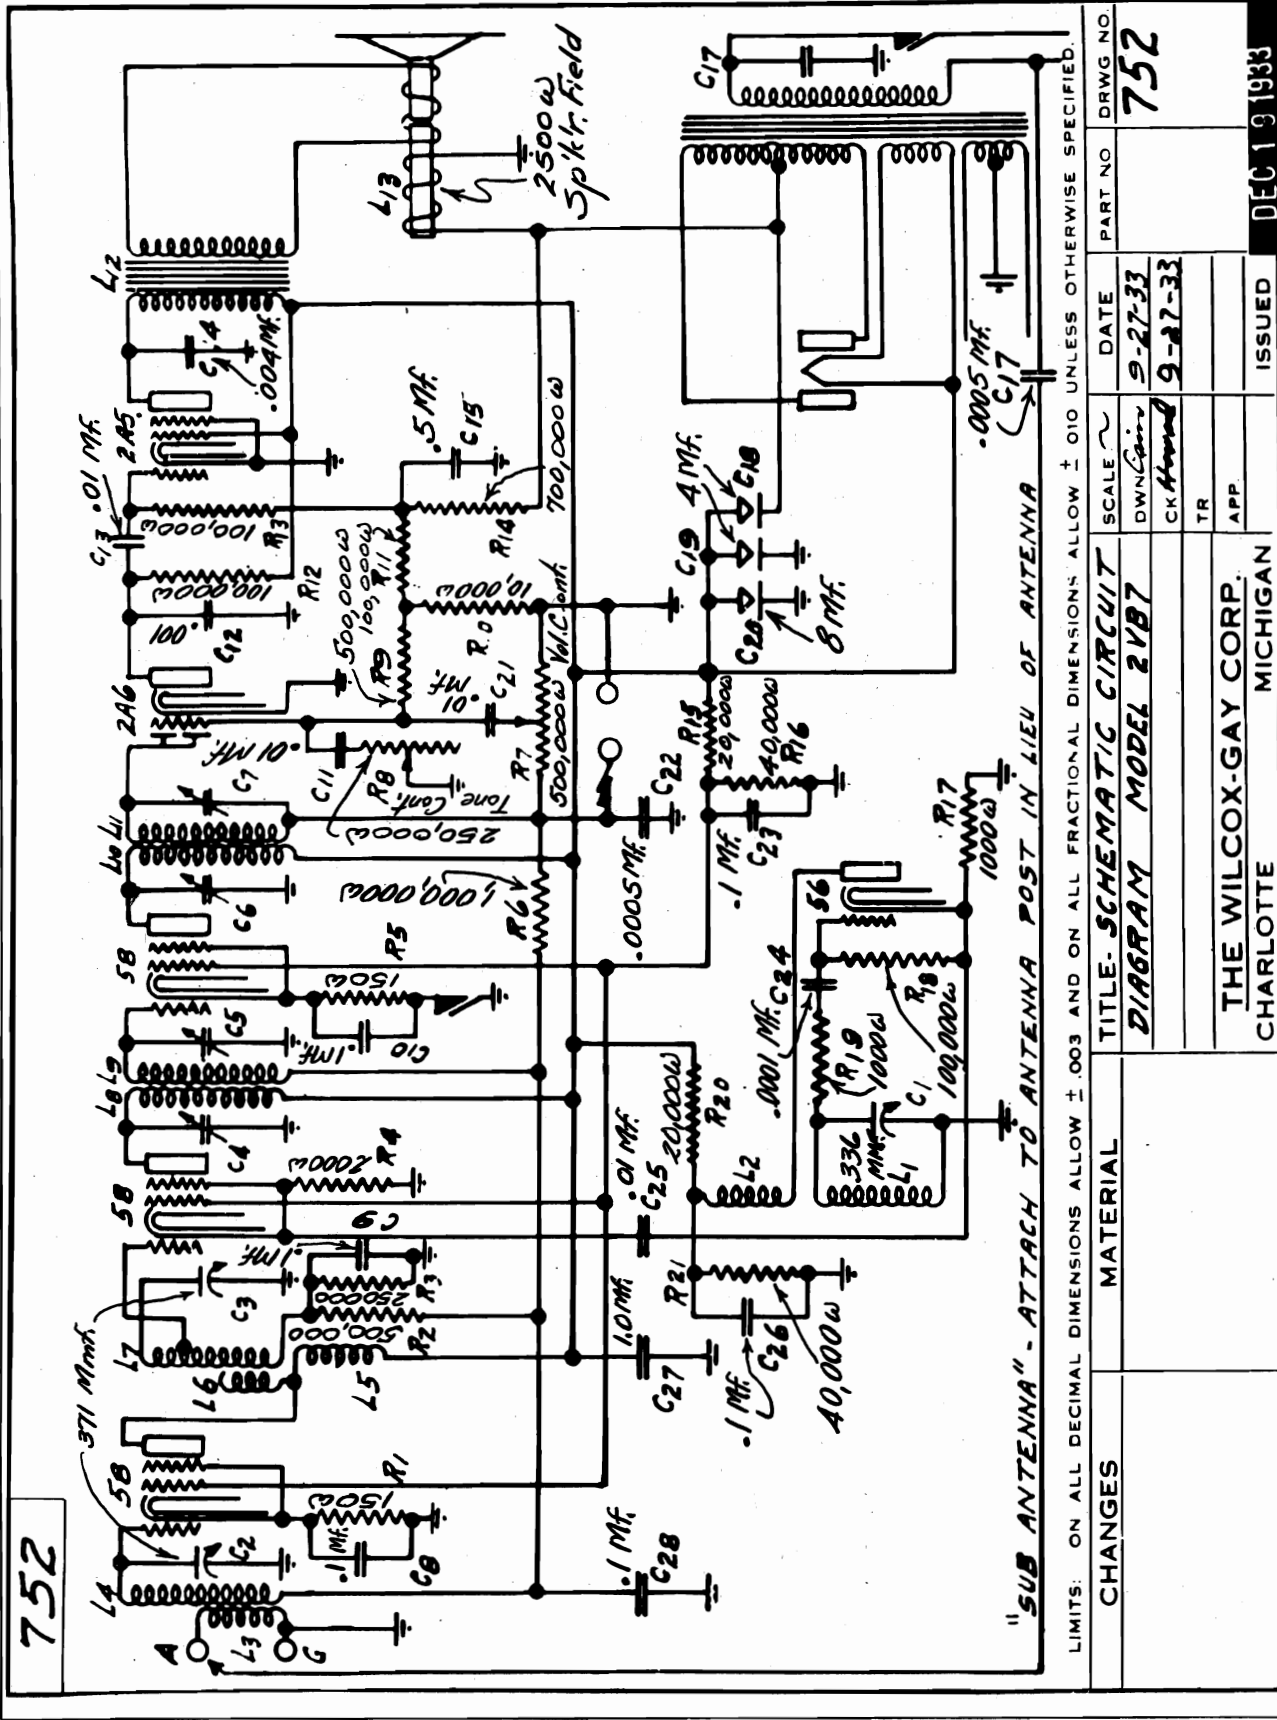 752
L4
L7
L8
L9
L10
L11
L12
58
58
58
2A6
2A5
C13
.01 Mf.
A
L3
G
371 Mmf.
C2
.1 Mf.
C8
150ω
R1
L6
L5
C3
.1 Mf.
C9
250000
R3
500,000
R2
2000ω
R4
C4
C5
.1 Mf.
C10
150ω
R5
C6
C7
.01 Mf.
C11
R8
Tone Cont.
250,000ω
1,000,000ω
R6
R7
500,000ω
Vol. Cont.
.01 Mf.
C21
R9
500,000ω
100,000ω
R11
10,000ω
.001
C12
100,000ω
R12
100,000ω
R13
R14
.5 Mf.
C15
700,000ω
.004 Mf.
L13
2500ω
Sp'k'r. Field
C17
.1 Mf.
C28
1.0 Mf.
C27
.01 Mf.
C25
.0005 Mf.
C22
20,000ω
R20
R21
.1 Mf.
C26
40,000ω
L2
.0001 Mf.
C24
R19
1000ω
336
C1
L1
R18
100,000ω
56
R17
1000ω
R15
20,000ω
40,000ω
R16
.1 Mf.
C23
C19
4 Mf.
C18
8 Mf.
.0005 Mf.
C17
"SUB ANTENNA" - ATTACH TO ANTENNA POST IN LIEU OF ANTENNA
LIMITS: ON ALL DECIMAL DIMENSIONS ALLOW ± .003 AND ON ALL FRACTIONAL DIMENSIONS ALLOW ± 010 UNLESS OTHERWISE SPECIFIED.
CHANGES
MATERIAL
TITLE- SCHEMATIC CIRCUIT
DIAGRAM MODEL 2VB7
THE WILCOX-GAY CORP.
CHARLOTTE MICHIGAN
SCALE ~
DATE
DWN
9-27-33
CK
9-27-33
TR
APP
ISSUED
PART NO
DRWG NO.
752
DEC 19 1933